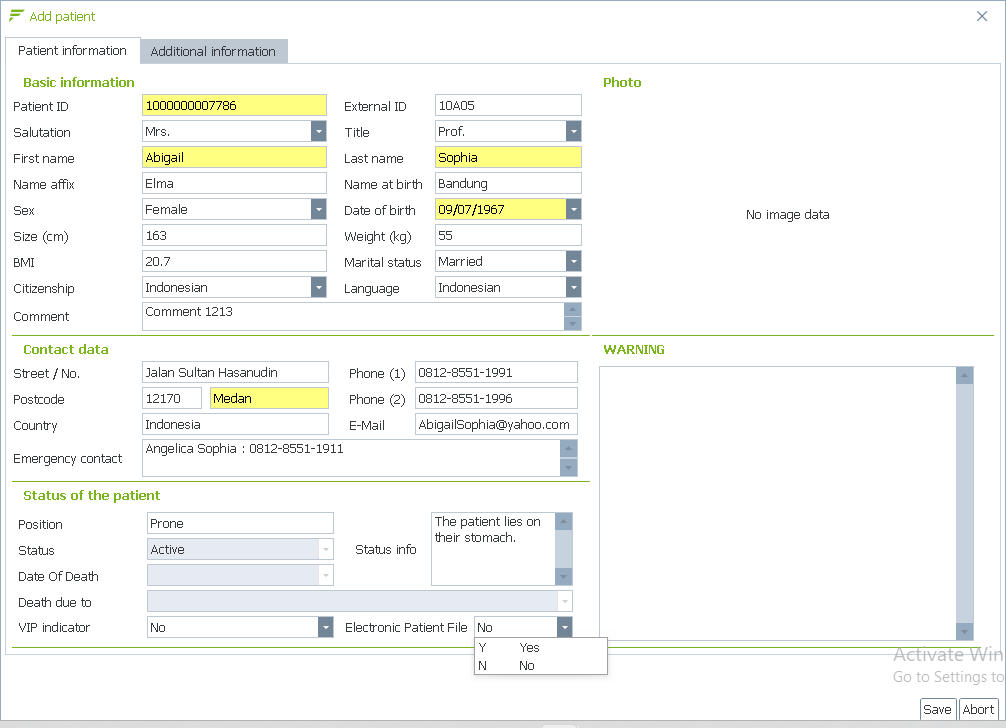 Add patient
Patient information Additional information
Basic information Photo
Patient ID 1000000007786 External ID 10A05
Salutation Mrs. Title Prof.
First name Abigail Last name Sophia
Name affix Elma Name at birth Bandung
Sex Female Date of birth 09/07/1967
No image data
Size (cm) 163 Weight (kg) 55
BMI 20.7 Marital status Married
Citizenship Indonesian Language Indonesian
Comment Comment 1213
Contact data WARNING
Street / No. Jalan Sultan Hasanudin Phone (1) 0812-8551-1991
Postcode 12170 Medan Phone (2) 0812-8551-1996
Country Indonesia E-Mail AbigailSophia@yahoo.com
Emergency contact Angelica Sophia : 0812-8551-1911
Status of the patient
Position Prone
Status Active Status info The patient lies on
their stomach.
Date Of Death
Death due to
VIP indicator No Electronic Patient File No
Y Yes
N No
Activate Win
Go to Settings to
Save Abort